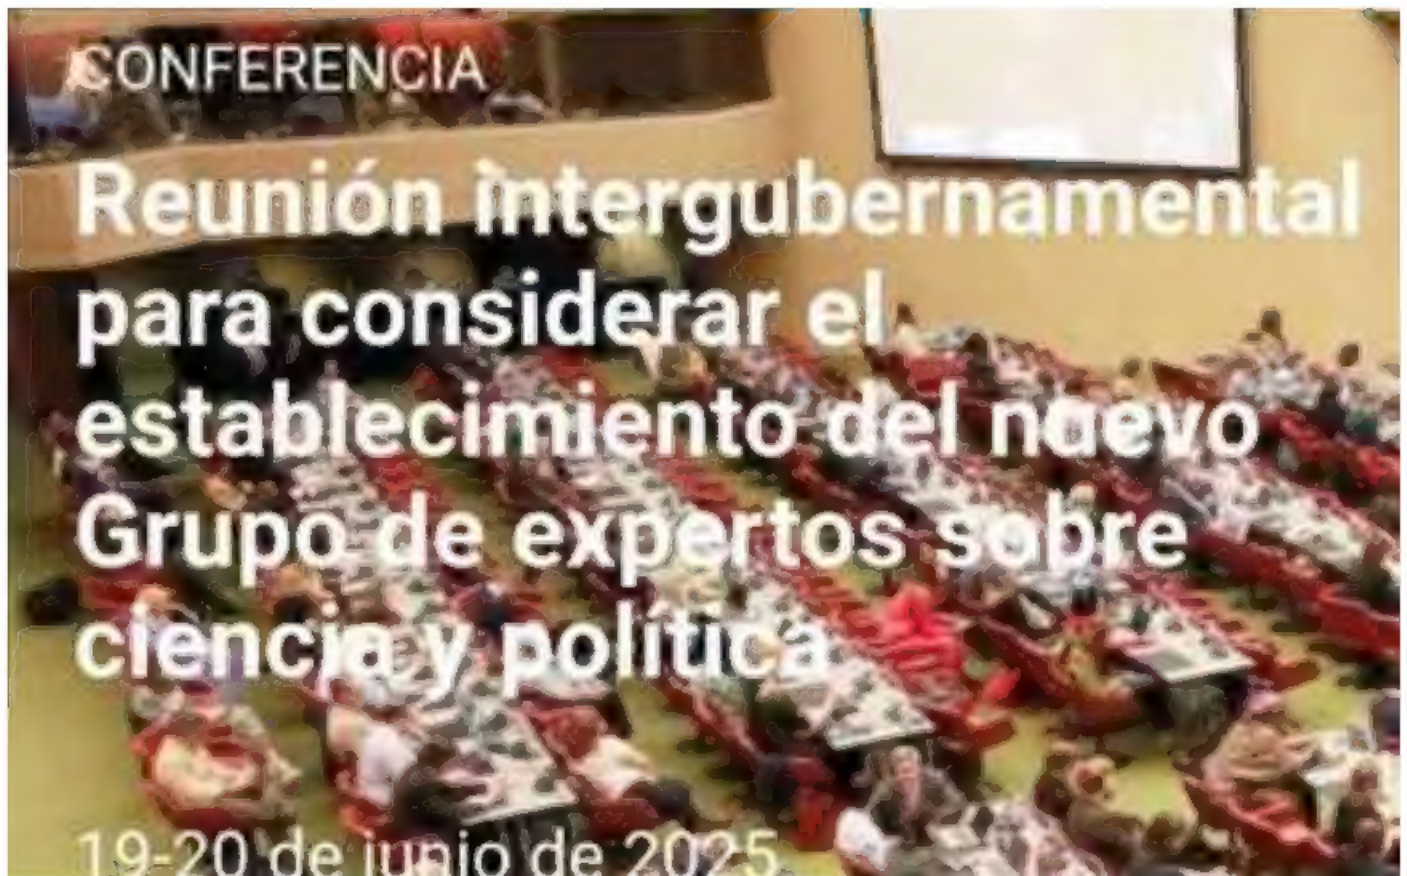 CONFERENCIA
Reunión intergubernamental
para considerar el
establecimiento del nuevo
Grupo de expertos sobre
ciencia y política
19-20 de junio de 2025